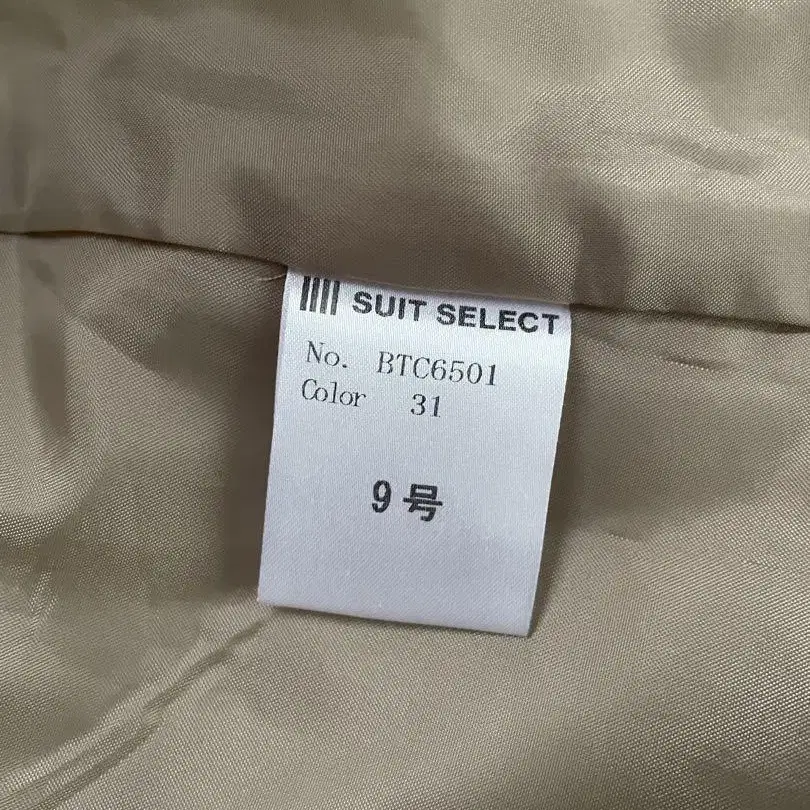 SUIT SELECT
No. BTC6501
Color 31
9号